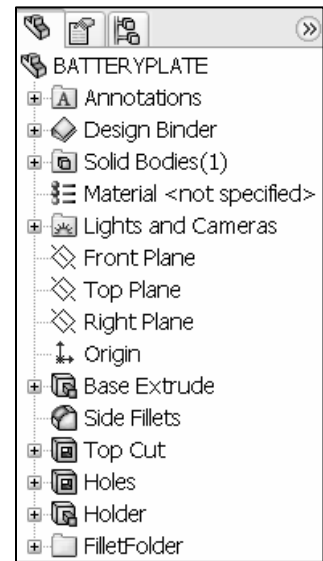 BATTERYPLATE
Annotations
Design Binder
Solid Bodies(1)
Material <not specified>
Lights and Cameras
Front Plane
Top Plane
Right Plane
Origin
Base Extrude
Side Fillets
Top Cut
Holes
Holder
FilletFolder